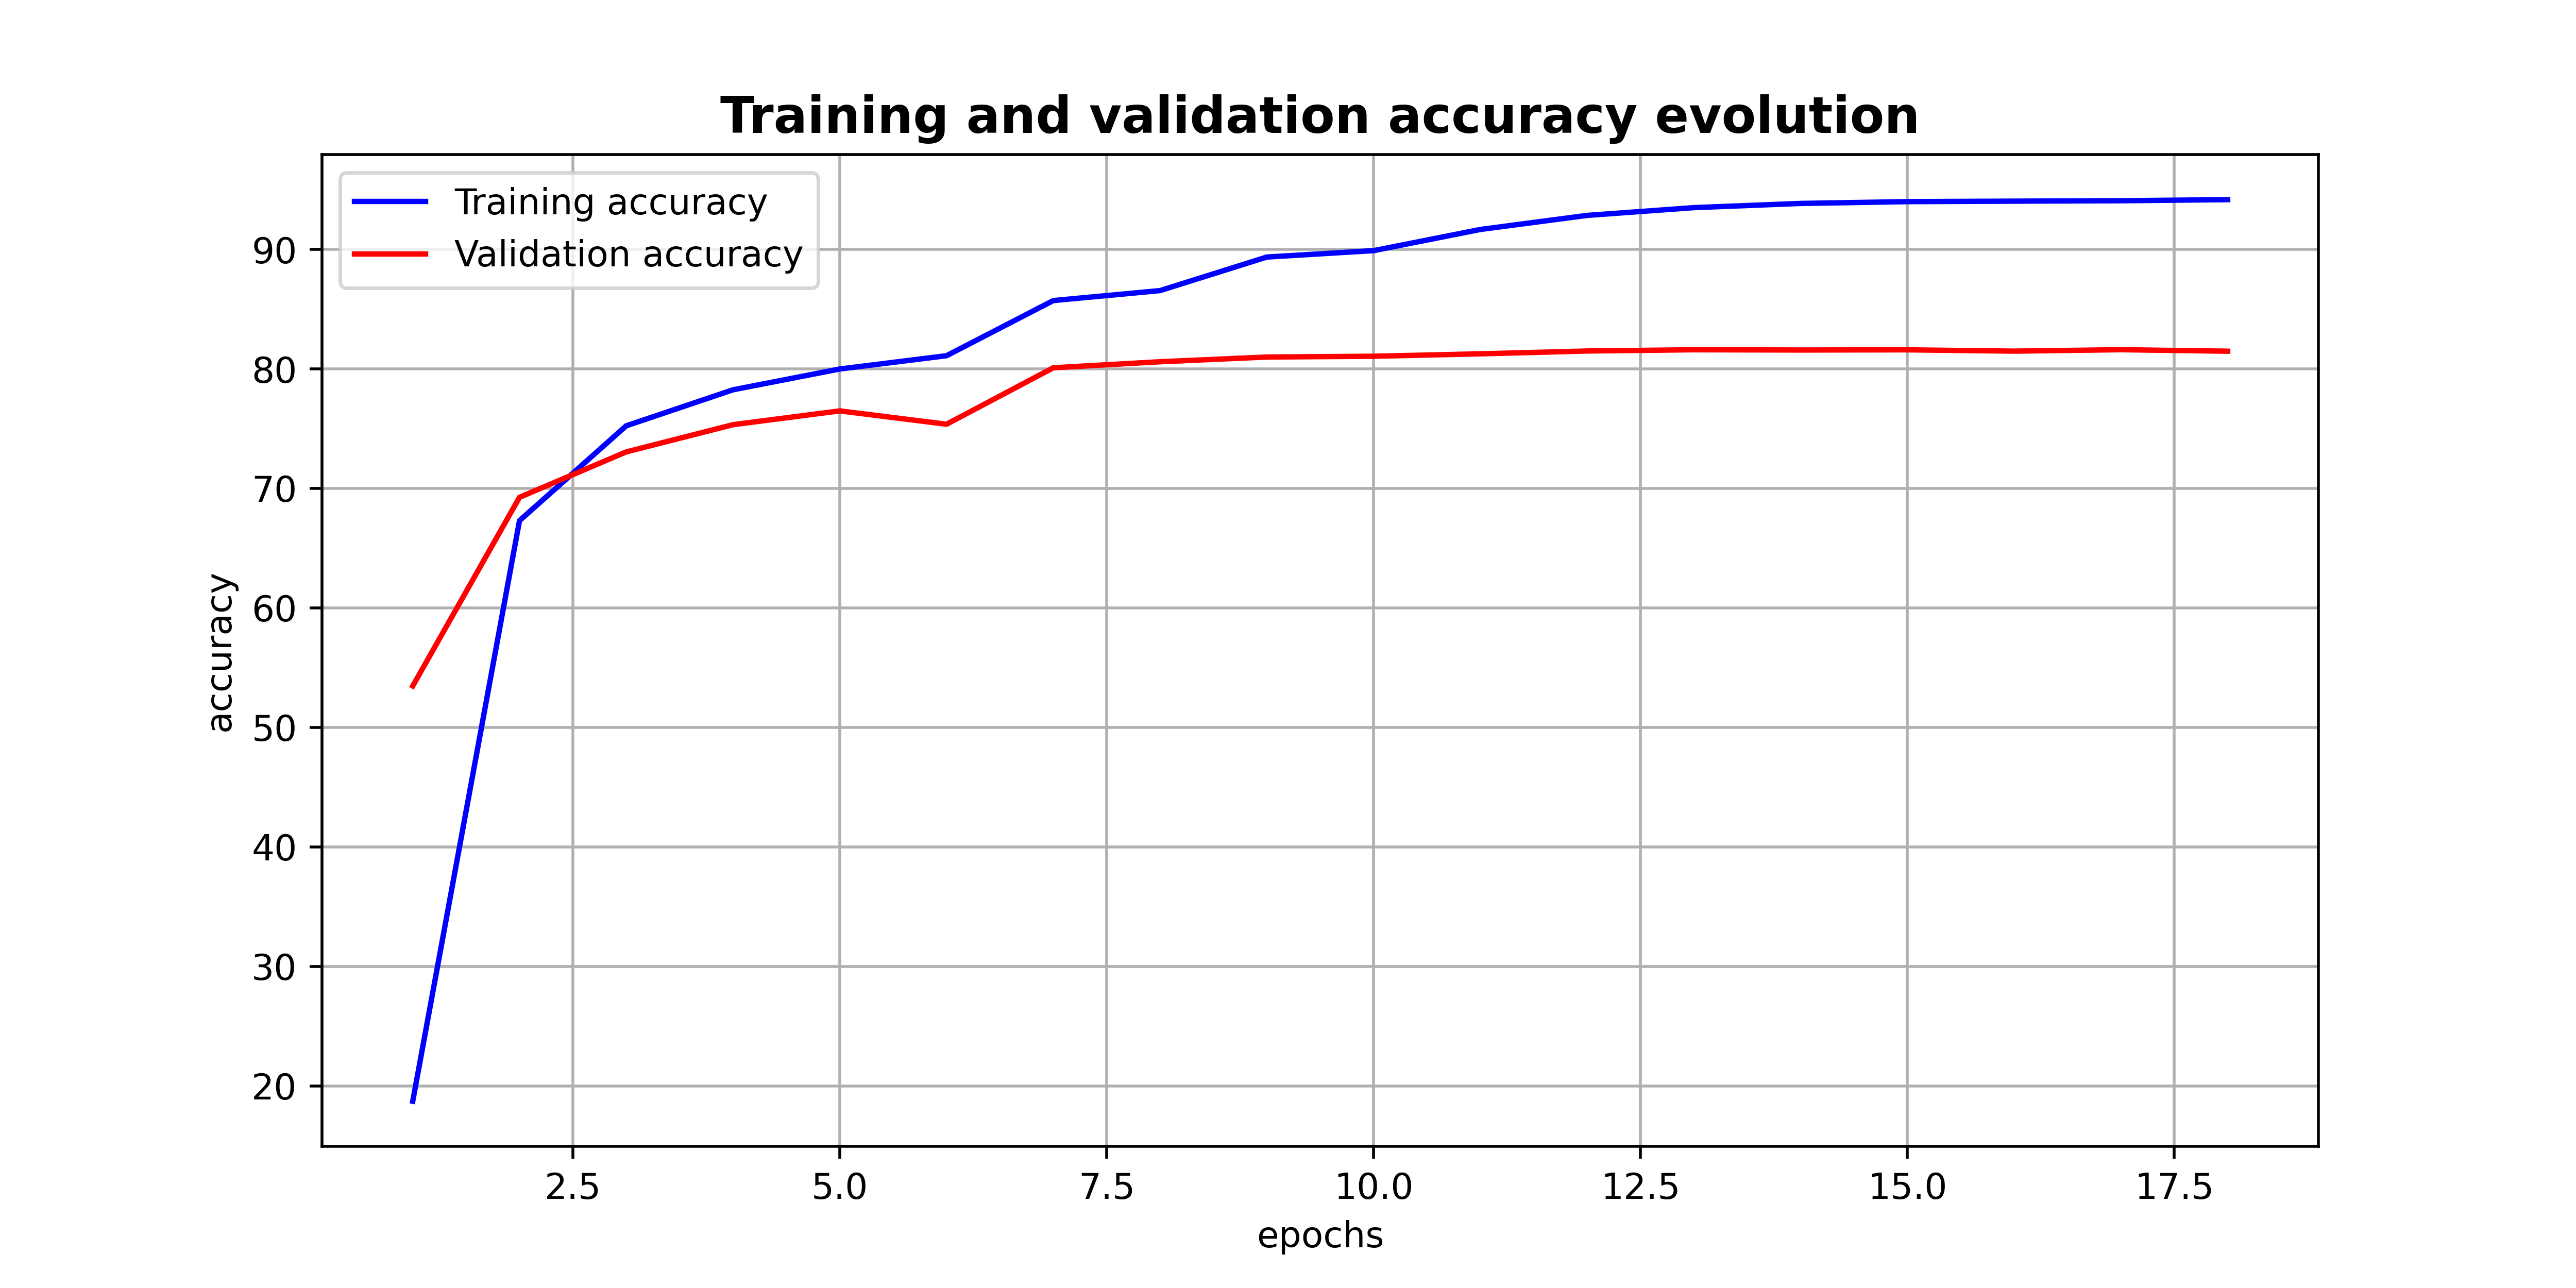 Training and validation accuracy evolution
Training accuracy
Validation accuracy
90
80
70
60
50
40
30
20
accuracy
2.5 5.0 7.5 10.0 12.5 15.0 17.5
epochs